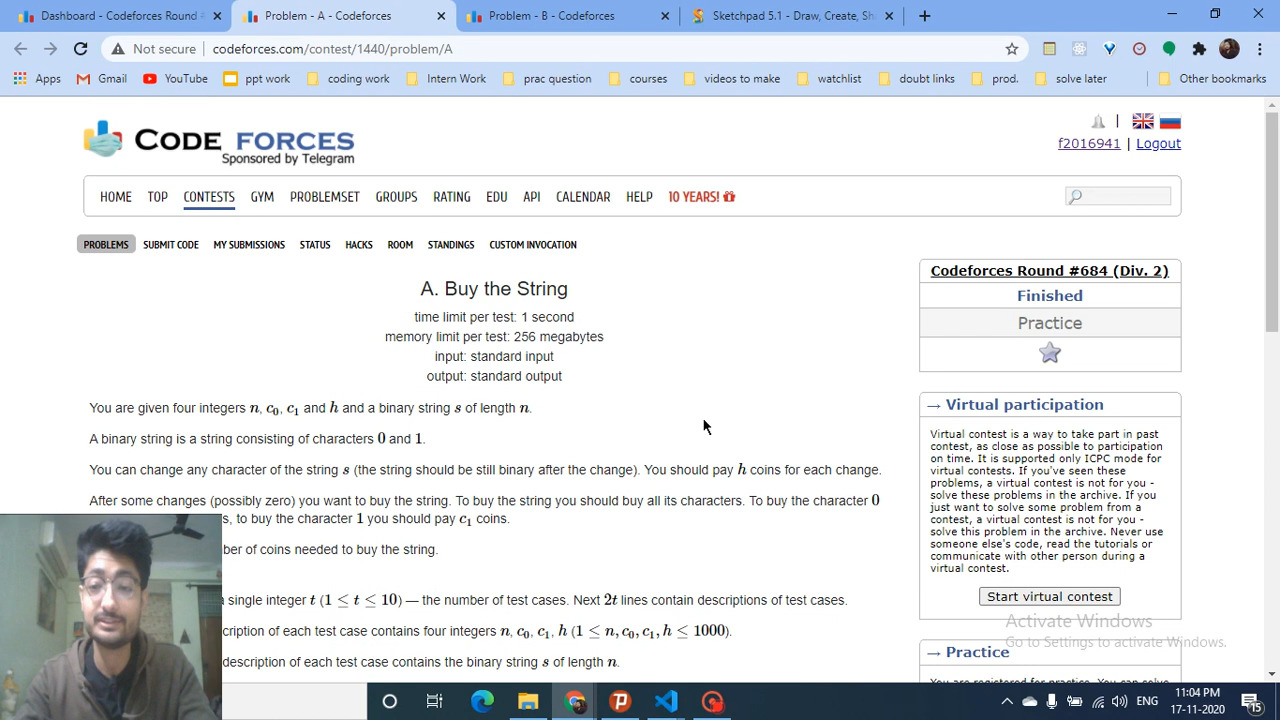 Dashboard - Codeforces Round #
Problem - A - Codeforces
Problem - B - Codeforces
Sketchpad 5.1 - Draw, Create, Sh
Not secure
codeforces.com/contest/1440/problem/A
Apps
Gmail
YouTube
ppt work
coding work
Intern Work
prac question
courses
videos to make
watchlist
doubt links
prod.
solve later
Other bookmarks
CODE FORCES
Sponsored by Telegram
f2016941 | Logout
HOME TOP CONTESTS GYM PROBLEMSET GROUPS RATING EDU API CALENDAR HELP 10 YEARS!
PROBLEMS SUBMIT CODE MY SUBMISSIONS STATUS HACKS ROOM STANDINGS CUSTOM INVOCATION
A. Buy the String
time limit per test: 1 second
memory limit per test: 256 megabytes
input: standard input
output: standard output
You are given four integers n, c0, c1 and h and a binary string s of length n.
A binary string is a string consisting of characters 0 and 1.
You can change any character of the string s (the string should be still binary after the change). You should pay h coins for each change.
After some changes (possibly zero) you want to buy the string. To buy the string you should buy all its characters. To buy the character 0
s, to buy the character 1 you should pay c1 coins.
of coins needed to buy the string.
single integer t (1 ≤ t ≤ 10) — the number of test cases. Next 2t lines contain descriptions of test cases.
of each test case contains four integers n, c0, c1, h (1 ≤ n, c0, c1, h ≤ 1000).
description of each test case contains the binary string s of length n.
Codeforces Round #684 (Div. 2)
Finished
Practice
→ Virtual participation
Virtual contest is a way to take part in past
contest, as close as possible to participation
on time. It is supported only ICPC mode for
virtual contests. If you've seen these
problems, a virtual contest is not for you -
solve these problems in the archive. If you
just want to solve some problem from a
contest, a virtual contest is not for you -
solve this problem in the archive. Never use
someone else's code, read the tutorials or
communicate with other person during a
virtual contest.
Start virtual contest
→ Practice
You are registered for practice. You can solve
Activate Windows
Go to Settings to activate Windows.
ENG
11:04 PM
17-11-2020
15